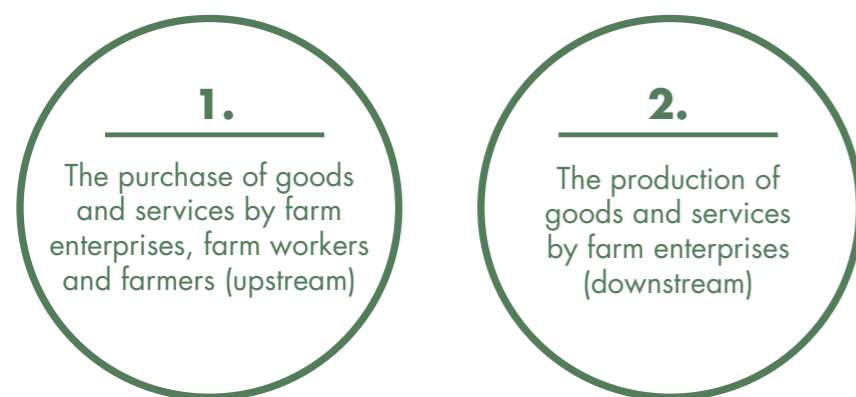 1.
The purchase of goods
and services by farm
enterprises, farm workers
and farmers (upstream)
2.
The production of
goods and services
by farm enterprises
(downstream)